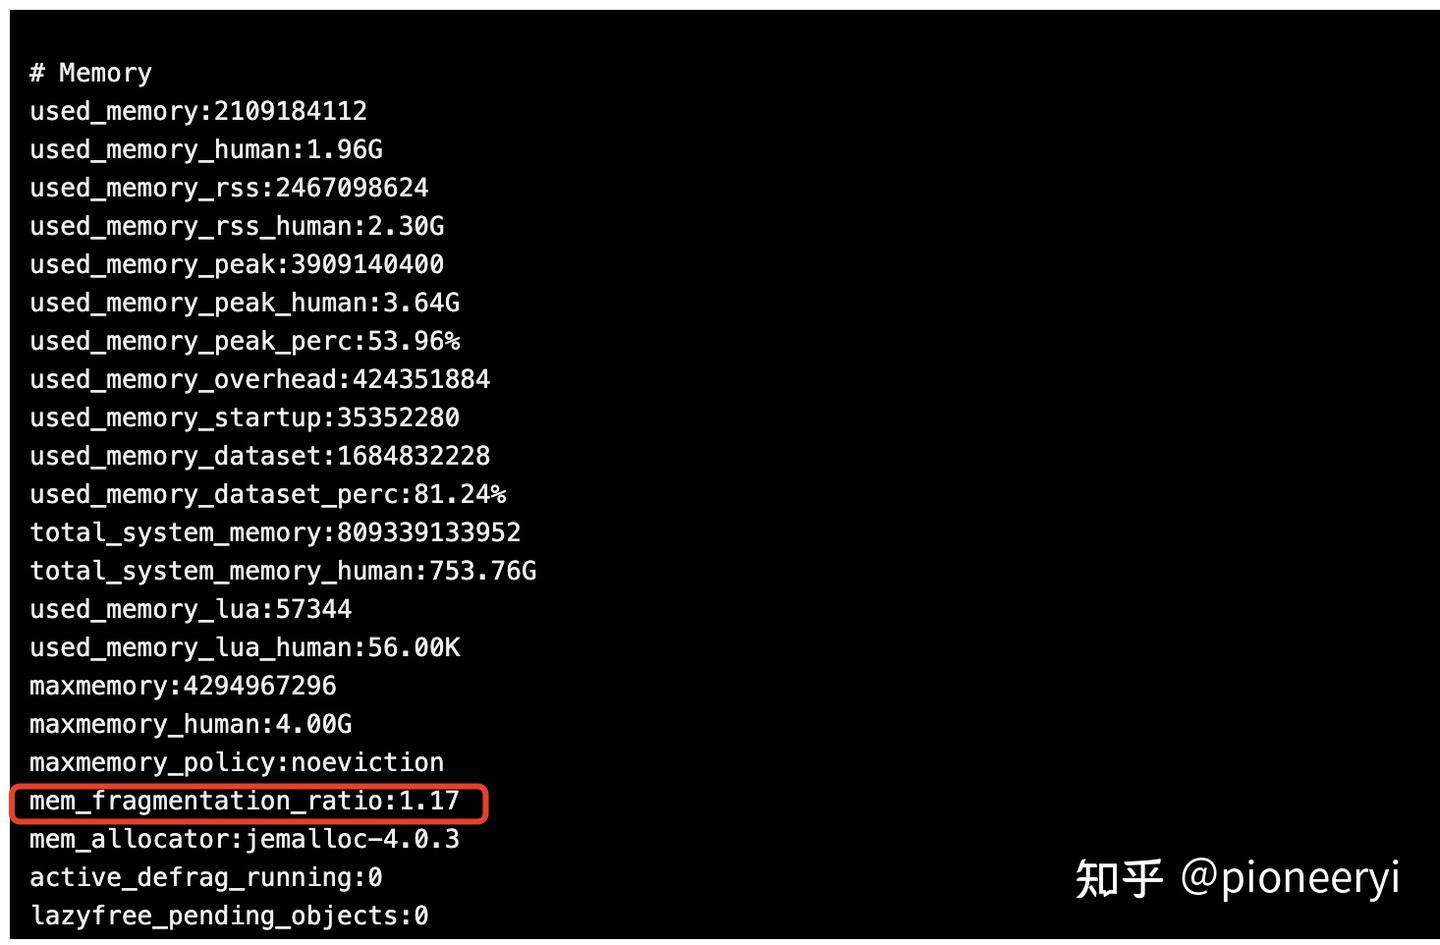 # Memory
used_memory:2109184112
used_memory_human:1.96G
used_memory_rss:2467098624
used_memory_rss_human:2.30G
used_memory_peak:3909140400
used_memory_peak_human:3.64G
used_memory_peak_perc:53.96%
used_memory_overhead:424351884
used_memory_startup:35352280
used_memory_dataset:1684832228
used_memory_dataset_perc:81.24%
total_system_memory:809339133952
total_system_memory_human:753.76G
used_memory_lua:57344
used_memory_lua_human:56.00K
maxmemory:4294967296
maxmemory_human:4.00G
maxmemory_policy:noeviction
mem_fragmentation_ratio:1.17
mem_allocator:jemalloc-4.0.3
active_defrag_running:0
lazyfree_pending_objects:0
知乎 @pioneeryi